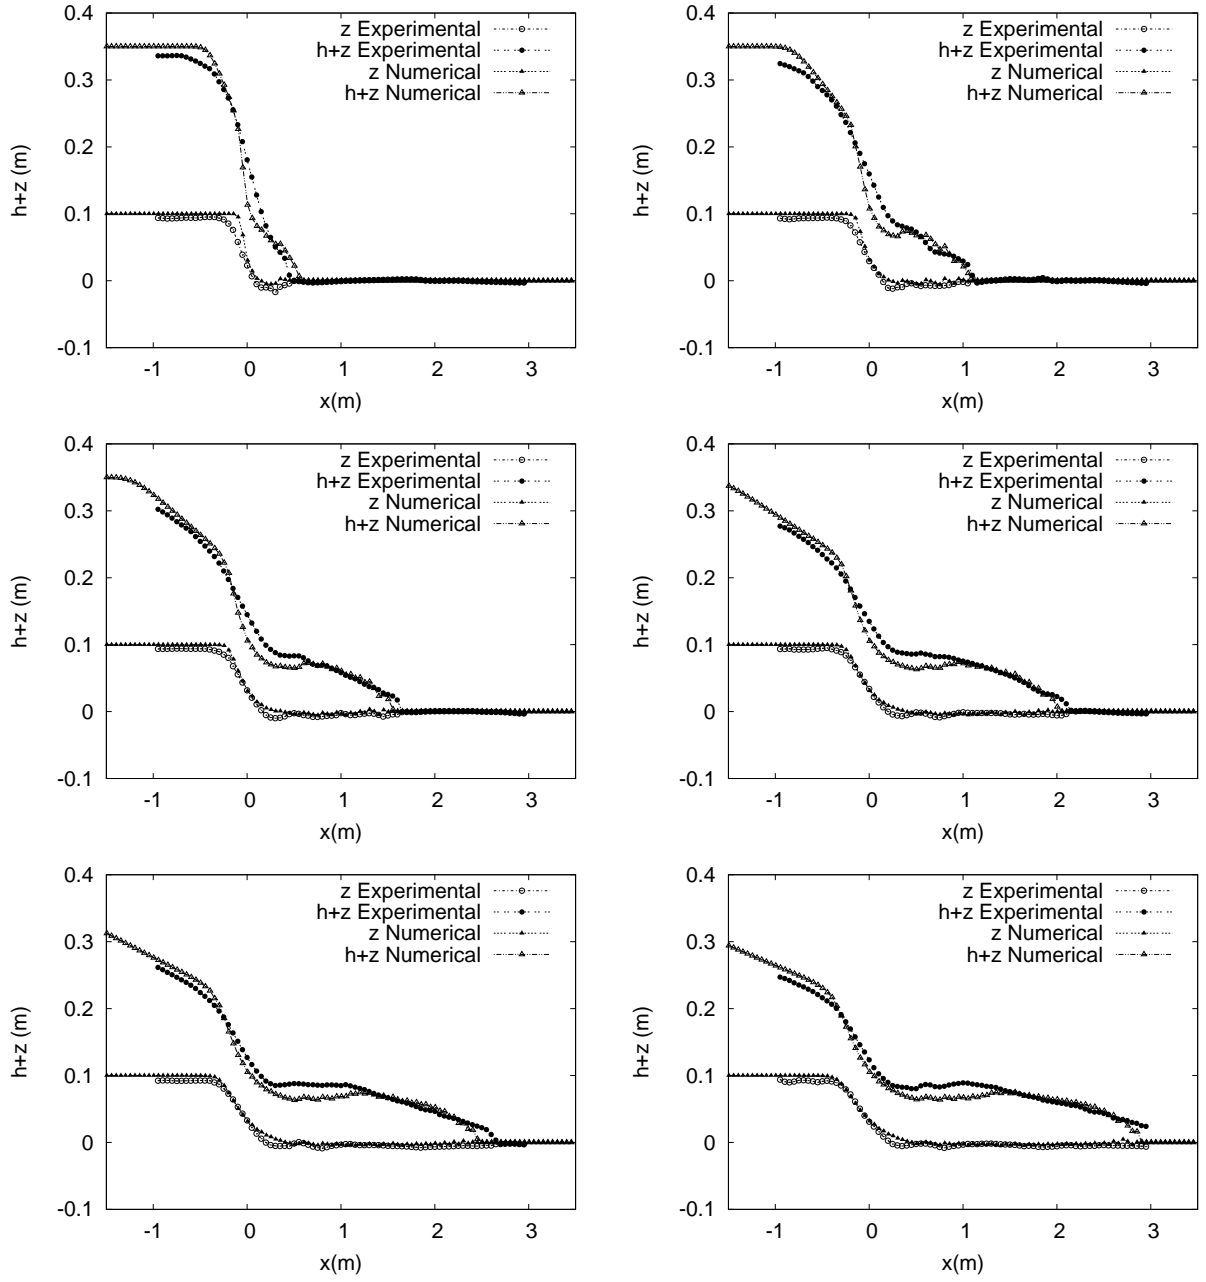 0.4
0.3
0.2
0.1
0
-0.1
h+z (m)
z Experimental
h+z Experimental
z Numerical
h+z Numerical
-1 0 1 2 3
x(m)
0.4
0.3
0.2
0.1
0
-0.1
h+z (m)
z Experimental
h+z Experimental
z Numerical
h+z Numerical
-1 0 1 2 3
x(m)
0.4
0.3
0.2
0.1
0
-0.1
h+z (m)
z Experimental
h+z Experimental
z Numerical
h+z Numerical
-1 0 1 2 3
x(m)
0.4
0.3
0.2
0.1
0
-0.1
h+z (m)
z Experimental
h+z Experimental
z Numerical
h+z Numerical
-1 0 1 2 3
x(m)
0.4
0.3
0.2
0.1
0
-0.1
h+z (m)
z Experimental
h+z Experimental
z Numerical
h+z Numerical
-1 0 1 2 3
x(m)
0.4
0.3
0.2
0.1
0
-0.1
h+z (m)
z Experimental
h+z Experimental
z Numerical
h+z Numerical
-1 0 1 2 3
x(m)